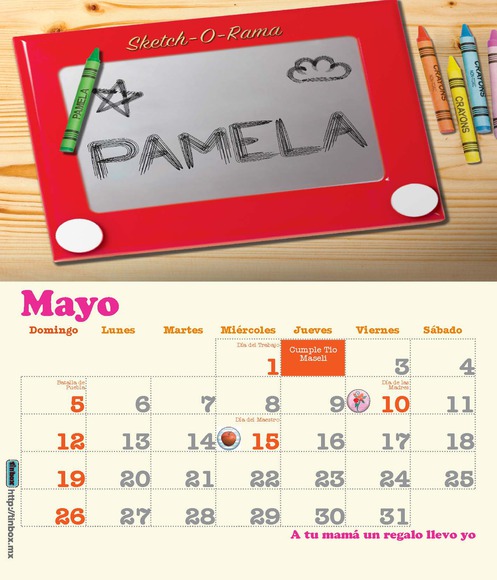 Sketch-O-Rama
PAMELA
PAMELA
CRAYONS
CRAYONS
CRAYONS
Mayo
Domingo Lunes Martes Miércoles Jueves Viernes Sábado
Día del Trabajo
1
Cumple Tío
Maseli
3 4
Batalla de
Puebla
5 6 7 8 9
Día de las
Madres
10 11
12 13 14
Día del Maestro
15 16 17 18
19 20 21 22 23 24 25
26 27 28 29 30 31
A tu mamá un regalo llevo yo
tinbox
http://tinbox.mx